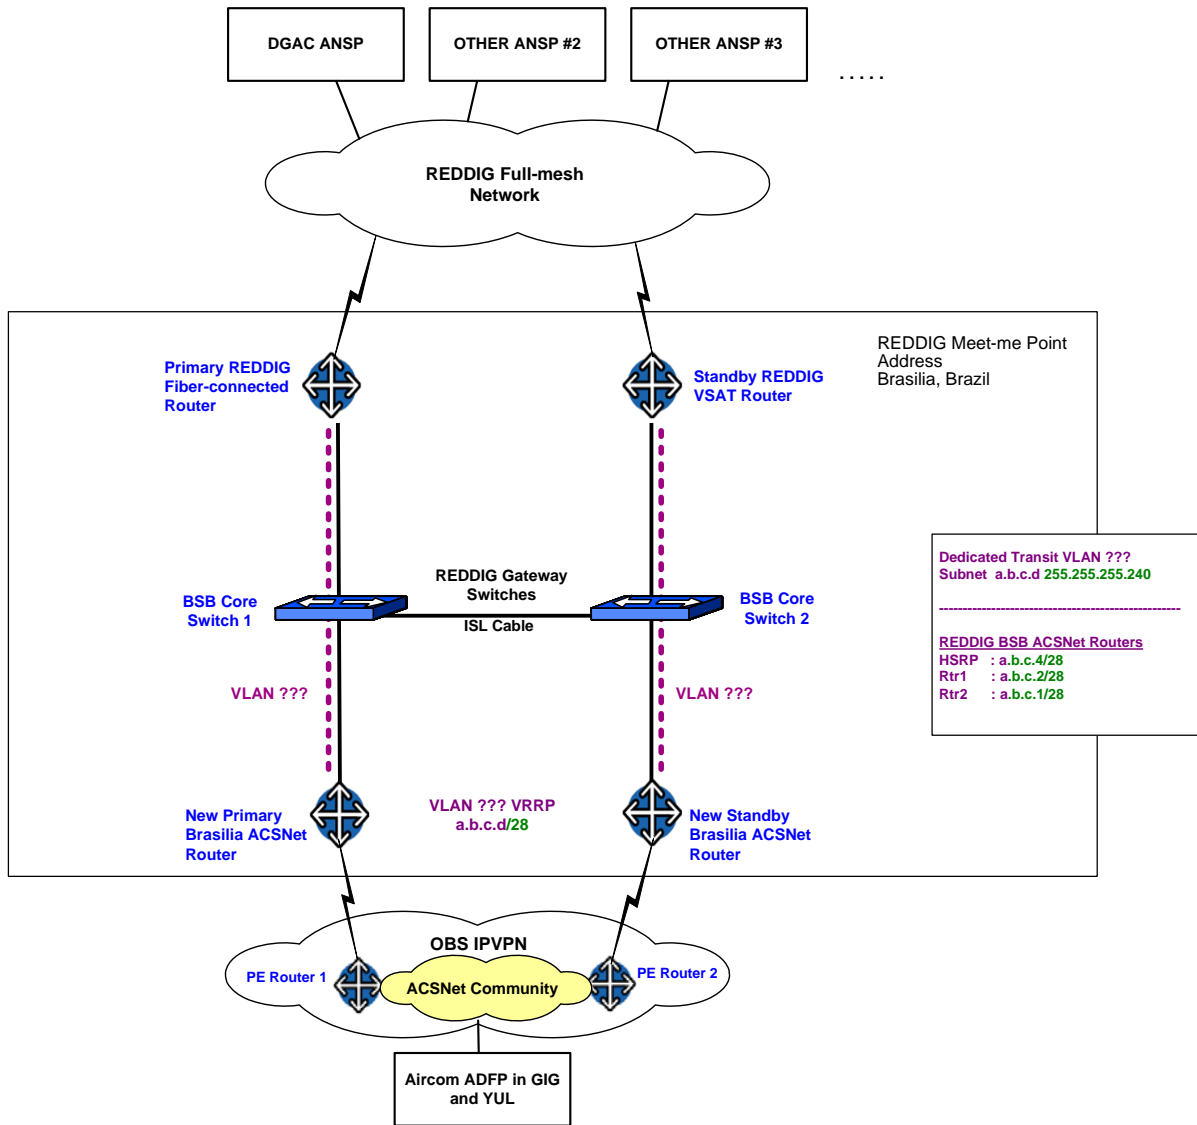 DGAC ANSP
OTHER ANSP #2
OTHER ANSP #3
.....
REDDIG Full-mesh
Network
REDDIG Meet-me Point
Address
Brasilia, Brazil
Primary REDDIG
Fiber-connected
Router
Standby REDDIG
VSAT Router
Dedicated Transit VLAN ???
Subnet a.b.c.d 255.255.255.240
--------------------------------------------------
REDDIG BSB ACSNet Routers
HSRP : a.b.c.4/28
Rtr1 : a.b.c.2/28
Rtr2 : a.b.c.1/28
REDDIG Gateway
Switches
ISL Cable
BSB Core
Switch 1
BSB Core
Switch 2
VLAN ???
VLAN ???
New Primary
Brasilia ACSNet
Router
VLAN ??? VRRP
a.b.c.d/28
New Standby
Brasilia ACSNet
Router
OBS IPVPN
PE Router 1
ACSNet Community
PE Router 2
Aircom ADFP in GIG
and YUL